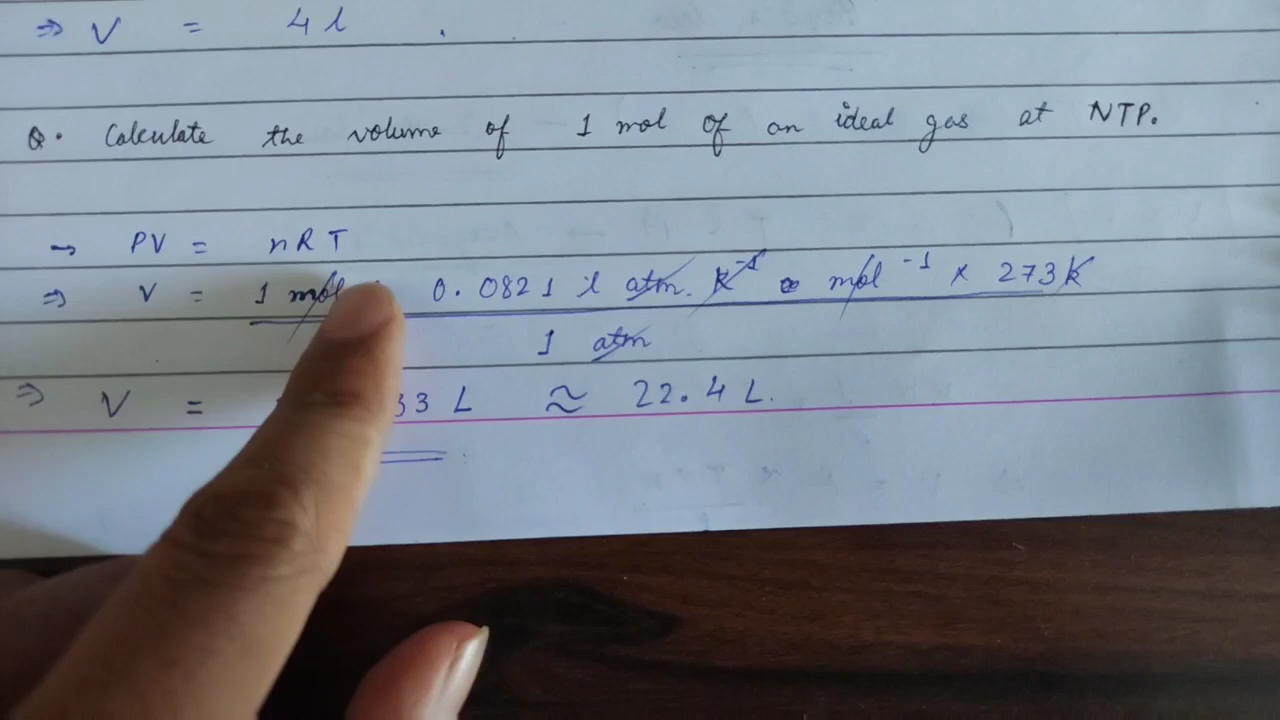 ⇒ V = 4 l .
Q. Calculate the volume of 1 mol of an ideal gas at NTP.
→ PV = nRT
⇒ V = 1 mol 0.0821 l atm. K⁻¹ mol⁻¹ × 273K
1 atm
⇒ V = 33 L ≈ 22.4 L.